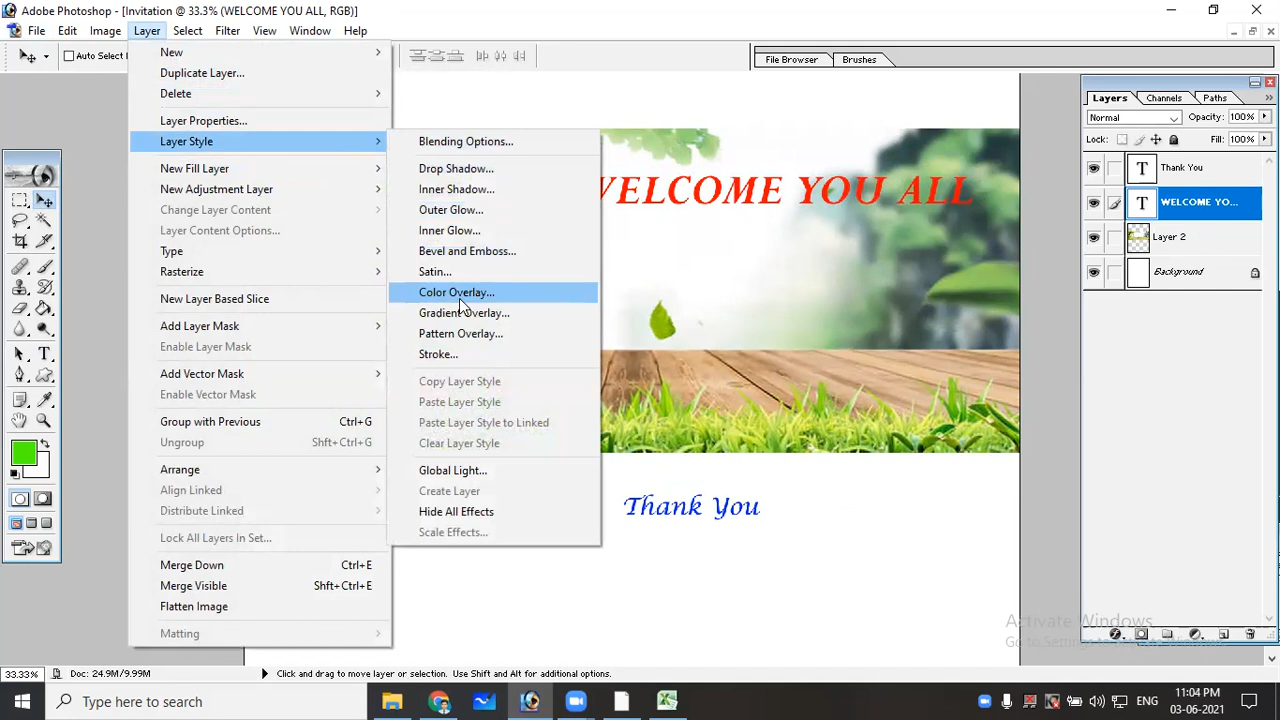 Adobe Photoshop - [Invitation @ 33.3% (WELCOME YOU ALL, RGB)]
File Edit Image Layer Select Filter View Window Help
Auto Select
File Browser Brushes
New
Duplicate Layer...
Delete
Layer Properties...
Layer Style
New Fill Layer
New Adjustment Layer
Change Layer Content
Layer Content Options...
Type
Rasterize
New Layer Based Slice
Add Layer Mask
Enable Layer Mask
Add Vector Mask
Enable Vector Mask
Group with Previous Ctrl+G
Ungroup Shft+Ctrl+G
Arrange
Align Linked
Distribute Linked
Lock All Layers In Set...
Merge Down Ctrl+E
Merge Visible Shft+Ctrl+E
Flatten Image
Matting
Blending Options...
Drop Shadow...
Inner Shadow...
Outer Glow...
Inner Glow...
Bevel and Emboss...
Satin...
Color Overlay...
Gradient Overlay...
Pattern Overlay...
Stroke...
Copy Layer Style
Paste Layer Style
Paste Layer Style to Linked
Clear Layer Style
Global Light...
Create Layer
Hide All Effects
Scale Effects...
WELCOME YOU ALL
Thank You
Layers Channels Paths
Normal Opacity: 100%
Lock: Fill: 100%
T Thank You
T WELCOME YO...
Layer 2
Background
Activate Windows
Go to Settings to activate Windows.
33.33% Doc: 24.9M/9.99M Click and drag to move layer or selection. Use Shift and Alt for additional options.
Type here to search
ENG
11:04 PM
03-06-2021